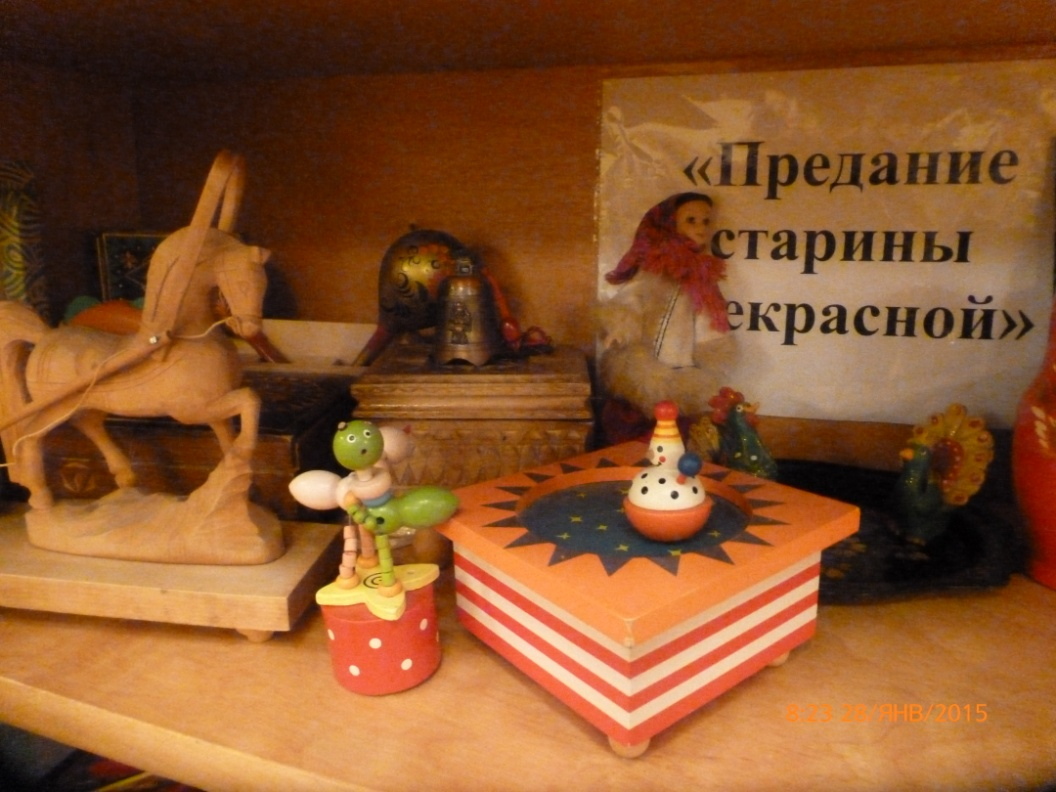 «Предание
старины
екрасной»
8:23 26/ЯНВ/2015